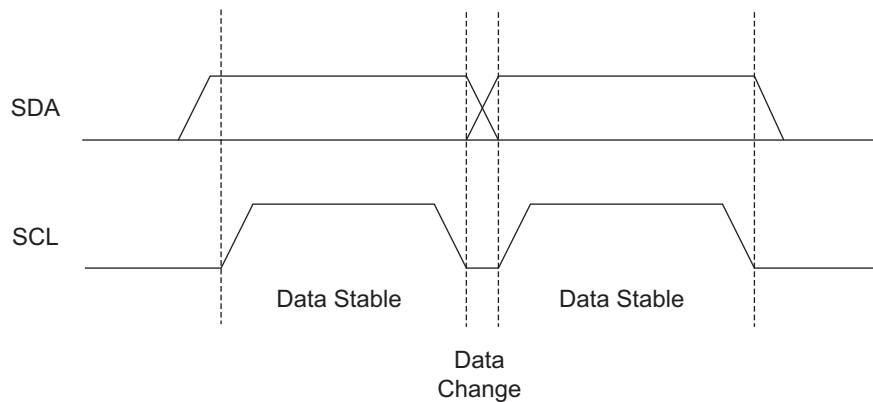 SDA
SCL
Data Stable
Data Stable
Data
Change